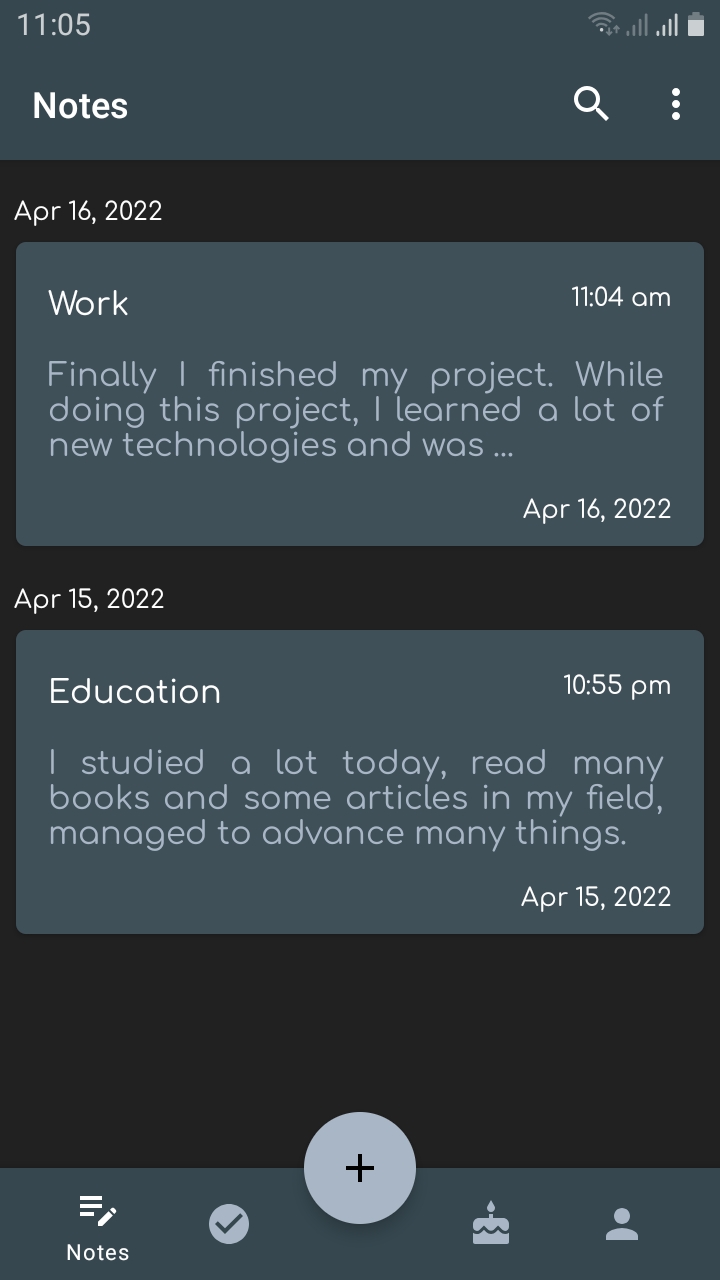 11:05
Notes
Apr 16, 2022
Work
11:04 am
Finally I finished my project. While
doing this project, I learned a lot of
new technologies and was ...
Apr 16, 2022
Apr 15, 2022
Education
10:55 pm
I studied a lot today, read many
books and some articles in my field,
managed to advance many things.
Apr 15, 2022
Notes